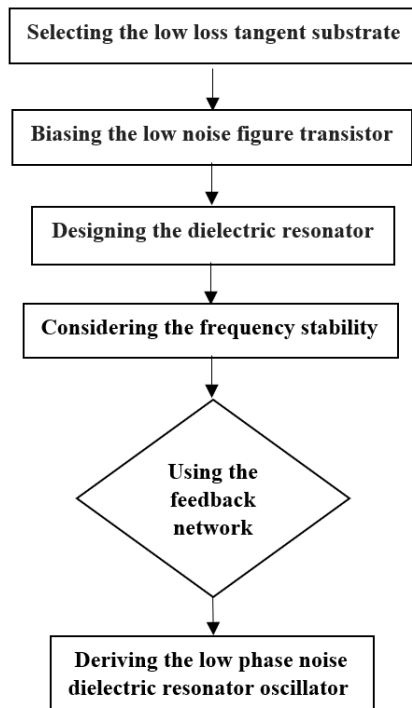 Selecting the low loss tangent substrate
Biasing the low noise figure transistor
Designing the dielectric resonator
Considering the frequency stability
Using the
feedback
network
Deriving the low phase noise
dielectric resonator oscillator